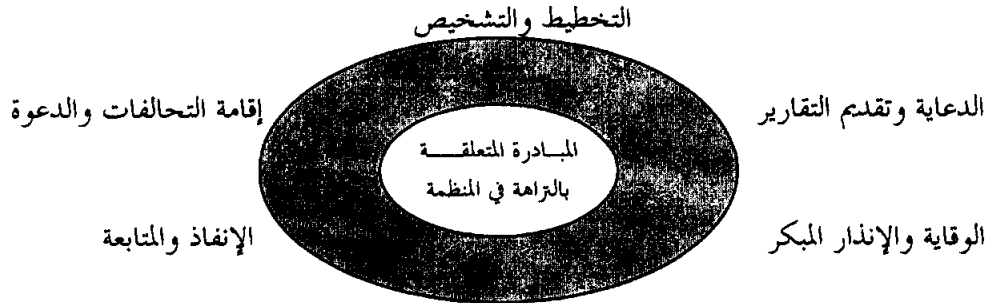 التخطيط والتشخيص
الدعاية وتقديم التقارير
إقامة التحالفات والدعوة
المبادرة المتعلقة
بالنزاهة في المنظمة
الوقاية والإنذار المبكر
الإنفاذ والمتابعة